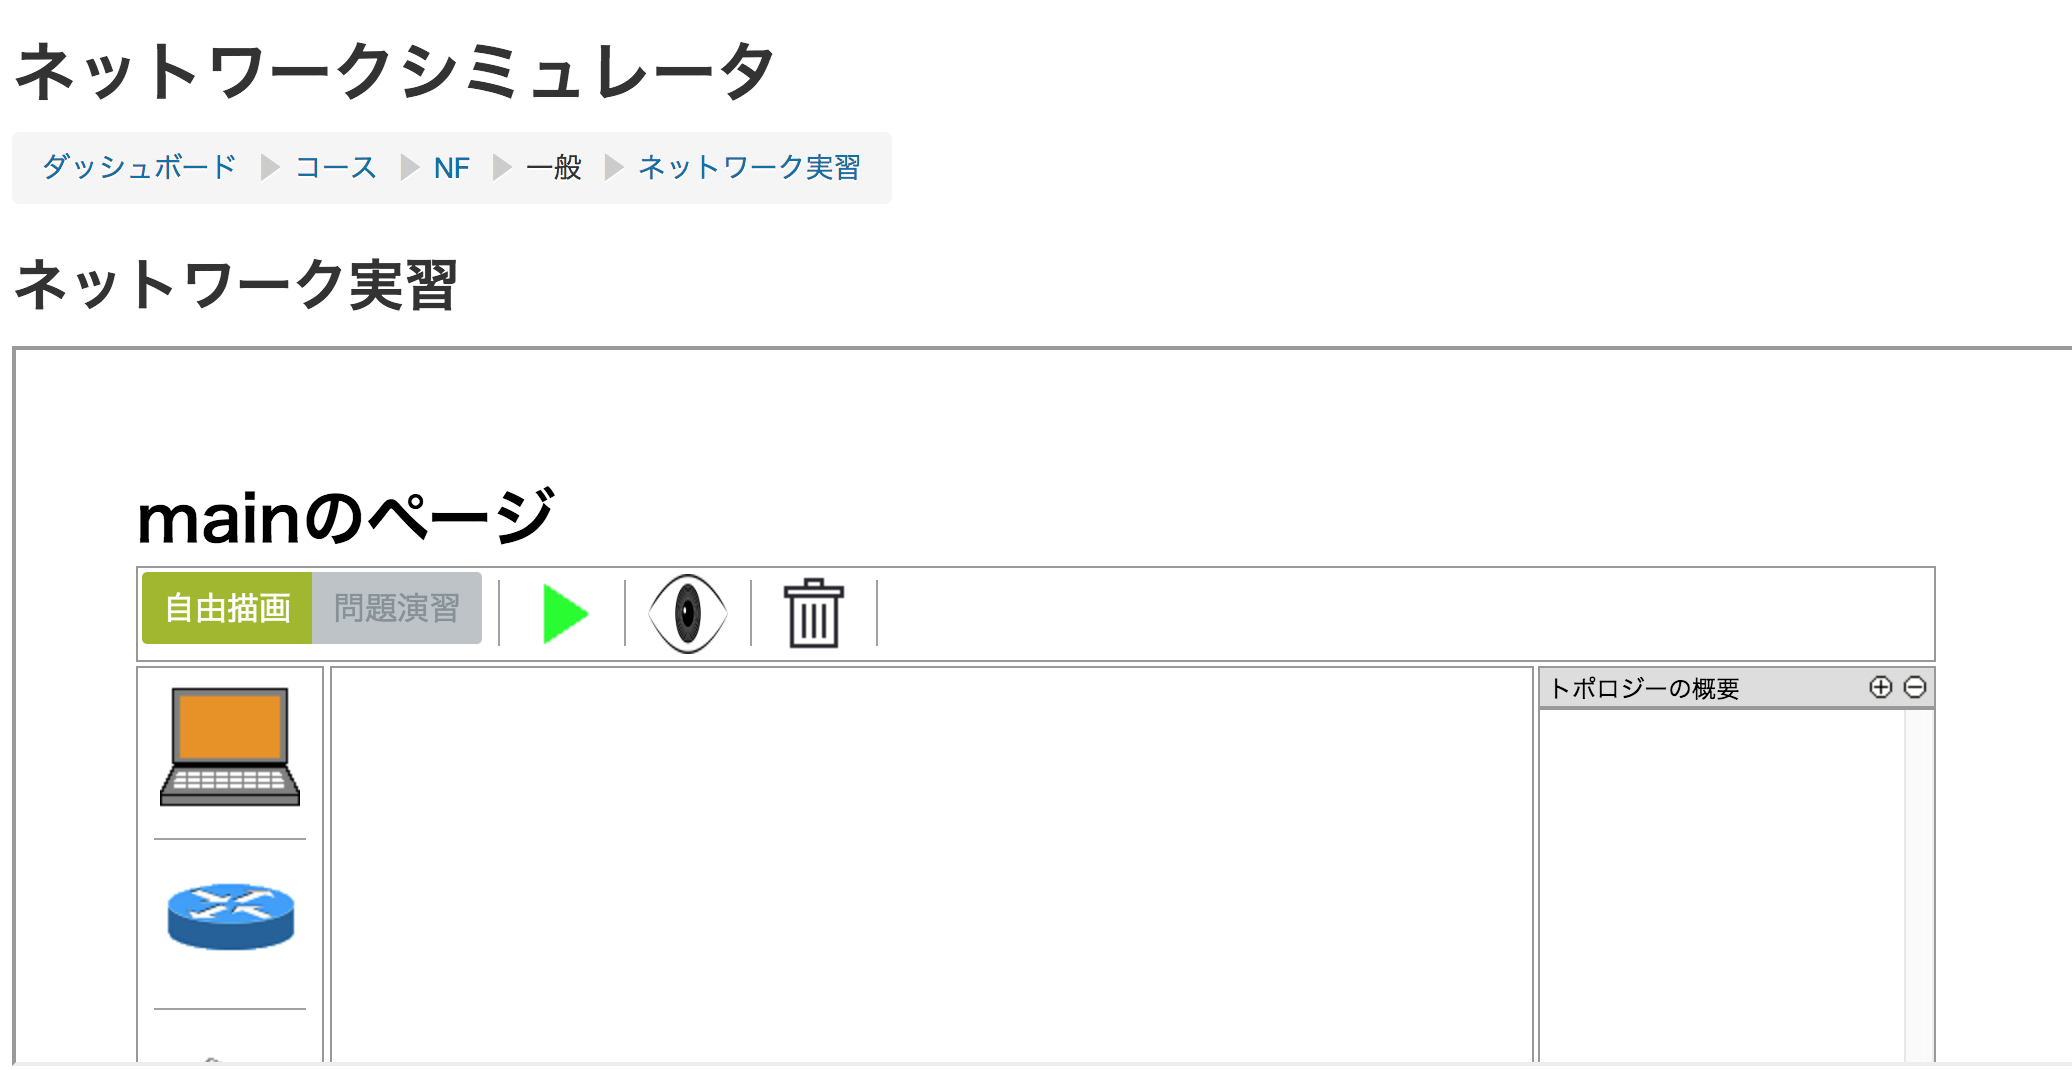 ネットワークシミュレータ
ダッシュボード コース NF 一般 ネットワーク実習
ネットワーク実習
mainのページ
自由描画 問題演習
トポロジーの概要